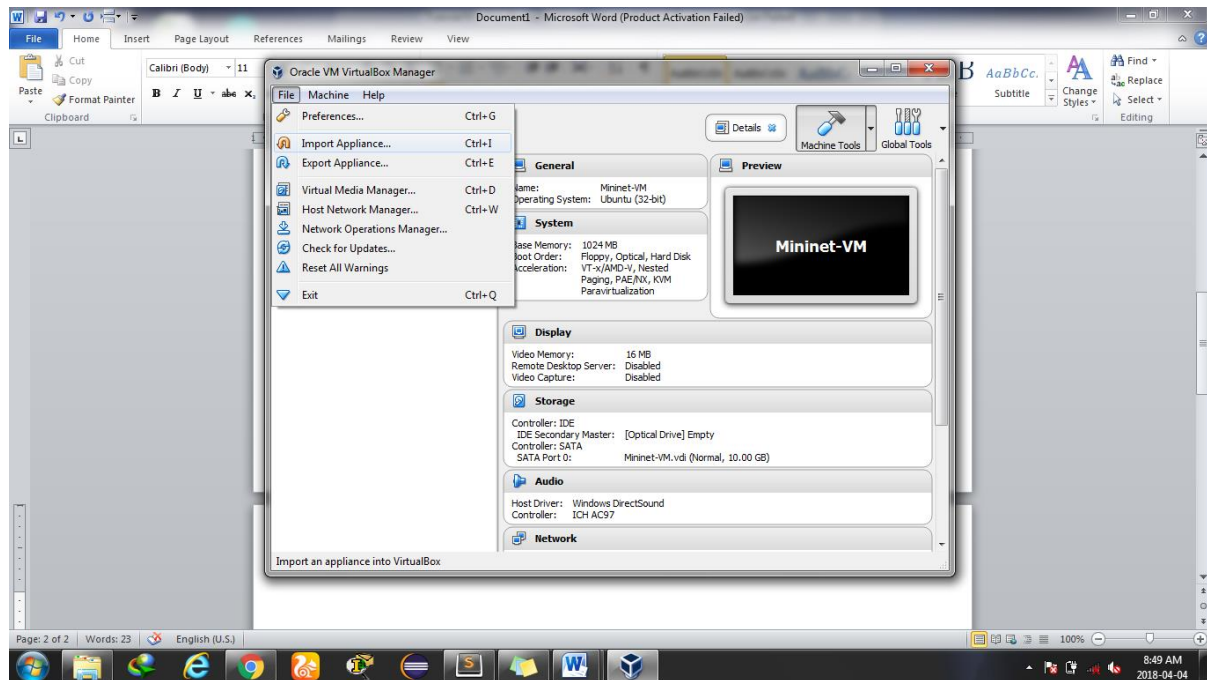 Document1 - Microsoft Word (Product Activation Failed)
File Home Insert Page Layout References Mailings Review View
Paste
Cut
Copy
Format Painter
Clipboard
Calibri (Body) 11
B I U abc x,
AaBbCc.
Subtitle
Change
Styles
Find
Replace
Select
Editing
Oracle VM VirtualBox Manager
File Machine Help
Preferences... Ctrl+G
Import Appliance... Ctrl+I
Export Appliance... Ctrl+E
Virtual Media Manager... Ctrl+D
Host Network Manager... Ctrl+W
Network Operations Manager...
Check for Updates...
Reset All Warnings
Exit Ctrl+Q
Details
Machine Tools
Global Tools
General
Name: Mininet-VM
Operating System: Ubuntu (32-bit)
System
Base Memory: 1024 MB
Boot Order: Floppy, Optical, Hard Disk
Acceleration: VT-x/AMD-V, Nested
Paging, PAE/NX, KVM
Paravirtualization
Preview
Mininet-VM
Display
Video Memory: 16 MB
Remote Desktop Server: Disabled
Video Capture: Disabled
Storage
Controller: IDE
IDE Secondary Master: [Optical Drive] Empty
Controller: SATA
SATA Port 0: Mininet-VM.vdi (Normal, 10.00 GB)
Audio
Host Driver: Windows DirectSound
Controller: ICH AC97
Network
Import an appliance into VirtualBox
Page: 2 of 2 Words: 23 English (U.S.) 100%
8:49 AM
2018-04-04